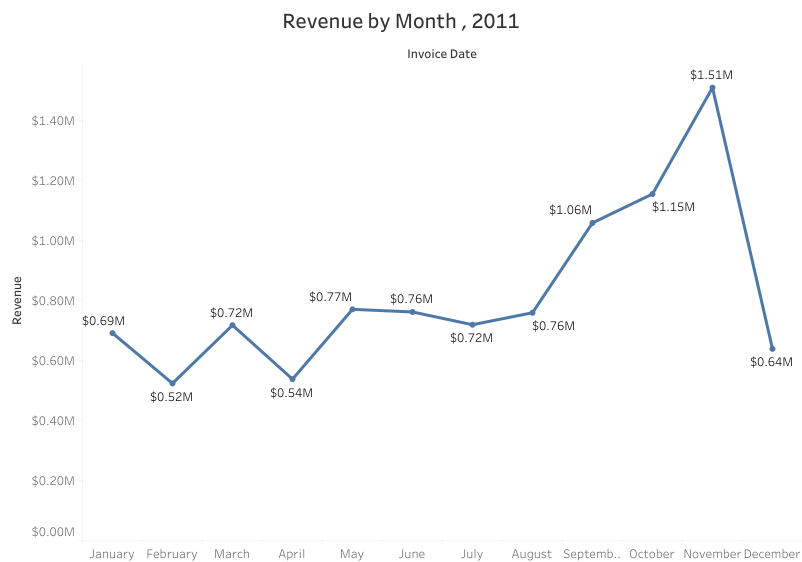 Revenue by Month , 2011
Invoice Date
$1.51M
$1.40M
$1.20M
$1.06M
$1.15M
$1.00M
Revenue
$0.80M
$0.77M
$0.76M
$0.69M
$0.72M
$0.76M
$0.72M
$0.60M
$0.64M
$0.52M
$0.54M
$0.40M
$0.20M
$0.00M
January February March April May June July August Septemb.. October November December